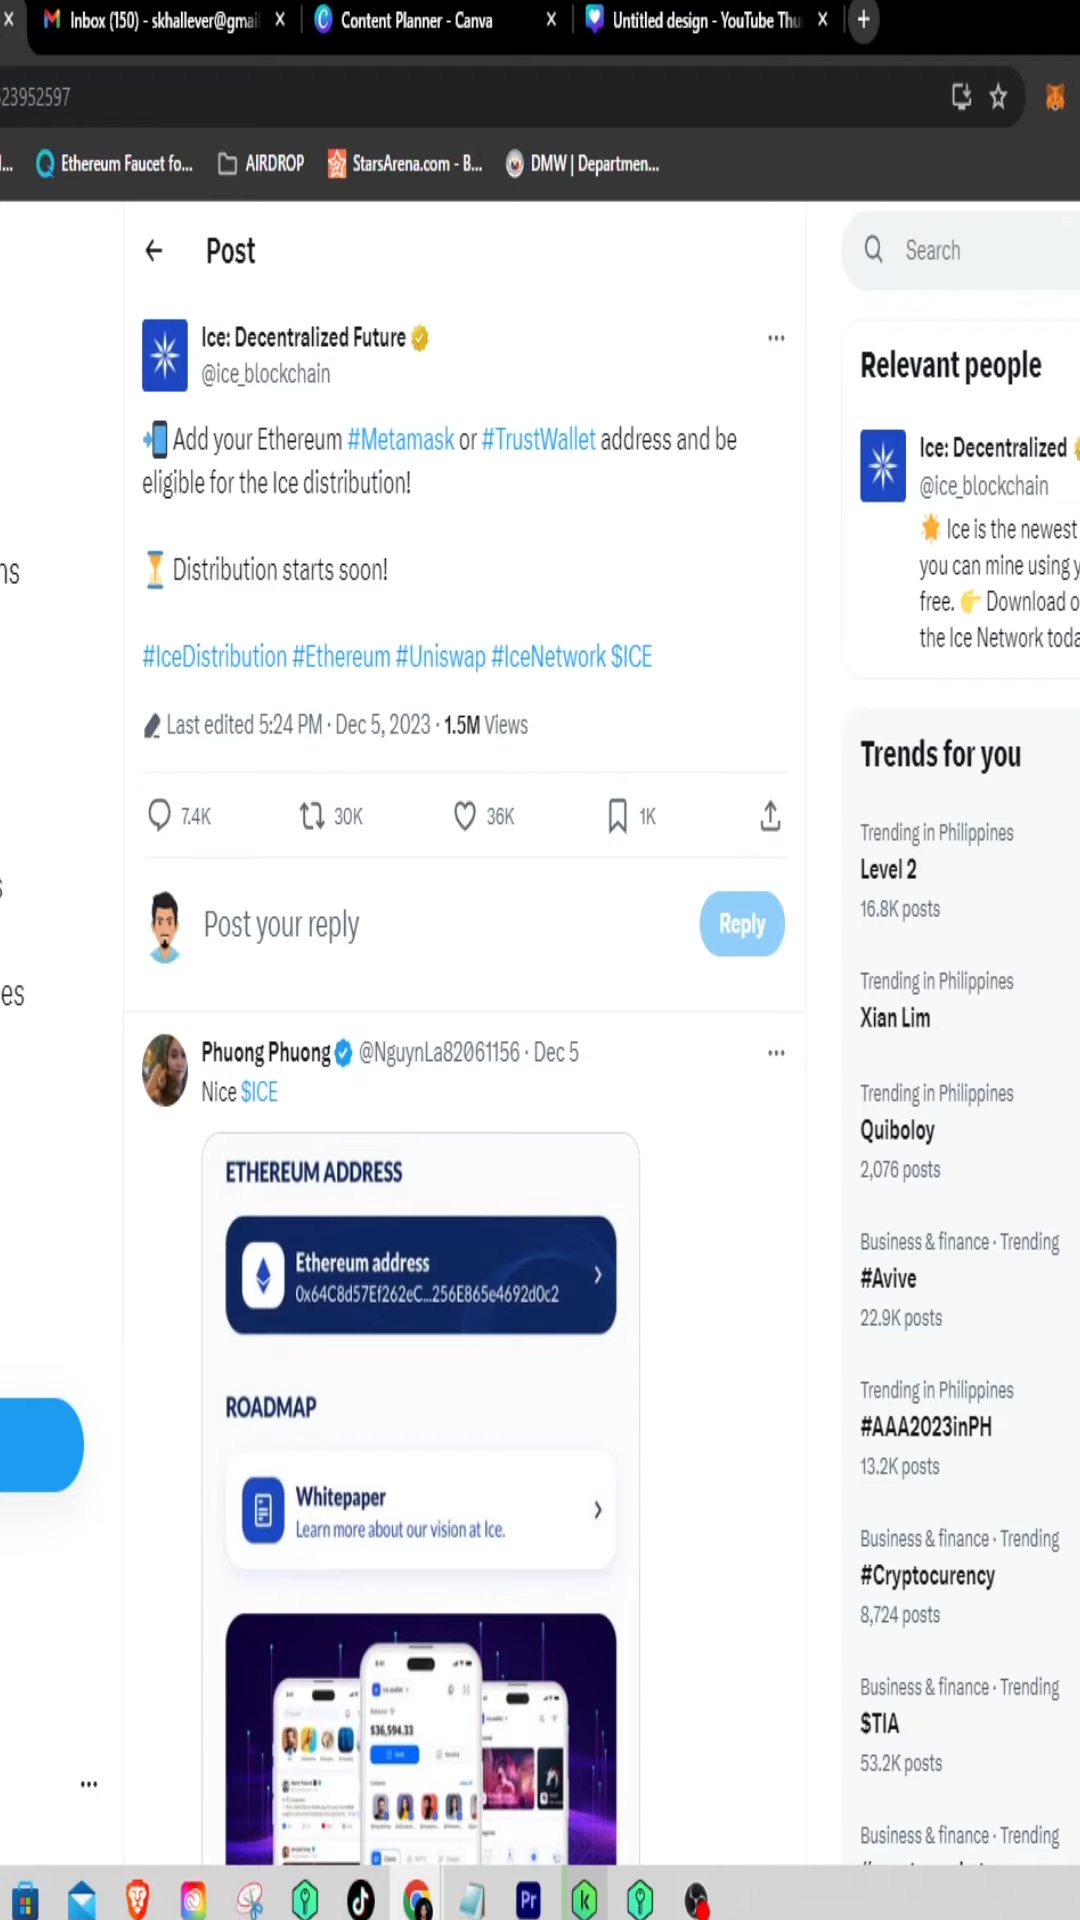 Inbox (150) - skhallever@gmai
Content Planner - Canva
Untitled design - YouTube Thu
23952597
Ethereum Faucet fo...
AIRDROP
StarsArena.com - B...
DMW | Departmen...
Post
Search
Ice: Decentralized Future
@ice_blockchain
Add your Ethereum #Metamask or #TrustWallet address and be
eligible for the Ice distribution!
Distribution starts soon!
#IceDistribution #Ethereum #Uniswap #IceNetwork $ICE
Last edited 5:24 PM · Dec 5, 2023 · 1.5M Views
7.4K
30K
36K
1K
Post your reply
Reply
Phuong Phuong @NguynLa82061156 · Dec 5
Nice $ICE
ETHEREUM ADDRESS
Ethereum address
0x64C8d57Ef262eC...256E865e4692d0c2
ROADMAP
Whitepaper
Learn more about our vision at Ice.
$36,594.33
Relevant people
Ice: Decentralized
@ice_blockchain
Ice is the newest
you can mine using y
free. Download o
the Ice Network toda
Trends for you
Trending in Philippines
Level 2
16.8K posts
Trending in Philippines
Xian Lim
Trending in Philippines
Quiboloy
2,076 posts
Business & finance · Trending
#Avive
22.9K posts
Trending in Philippines
#AAA2023inPH
13.2K posts
Business & finance · Trending
#Cryptocurency
8,724 posts
Business & finance · Trending
$TIA
53.2K posts
Business & finance · Trending
Pr